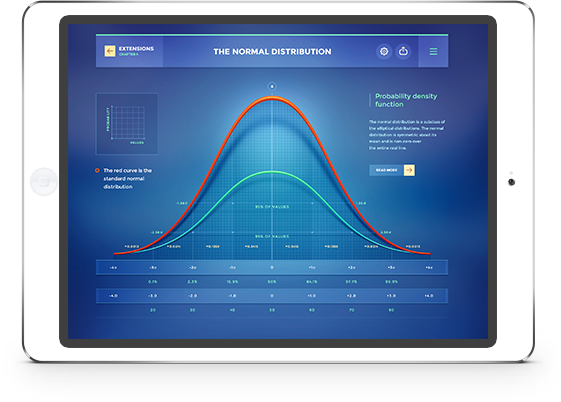 EXTENSIONS
CHAPTER 4
THE NORMAL DISTRIBUTION
Probability density
function
The normal distribution is a subclass of
the elliptical distributions. The normal
distribution is symmetric about its
mean and is non-zero over
the entire real line.
READ MORE
PROBABILITY
VALUES
The red curve is the
standard normal
distribution
95% OF VALUES
-4σ -3σ -2σ -1σ 0 +1σ +2σ +3σ +4σ
0.1% 2.3% 15.9% 50% 84.1% 97.7% 99.9%
-4.0 -3.0 -2.0 -1.0 0 +1.0 +2.0 +3.0 +4.0
20 30 40 50 60 70 80